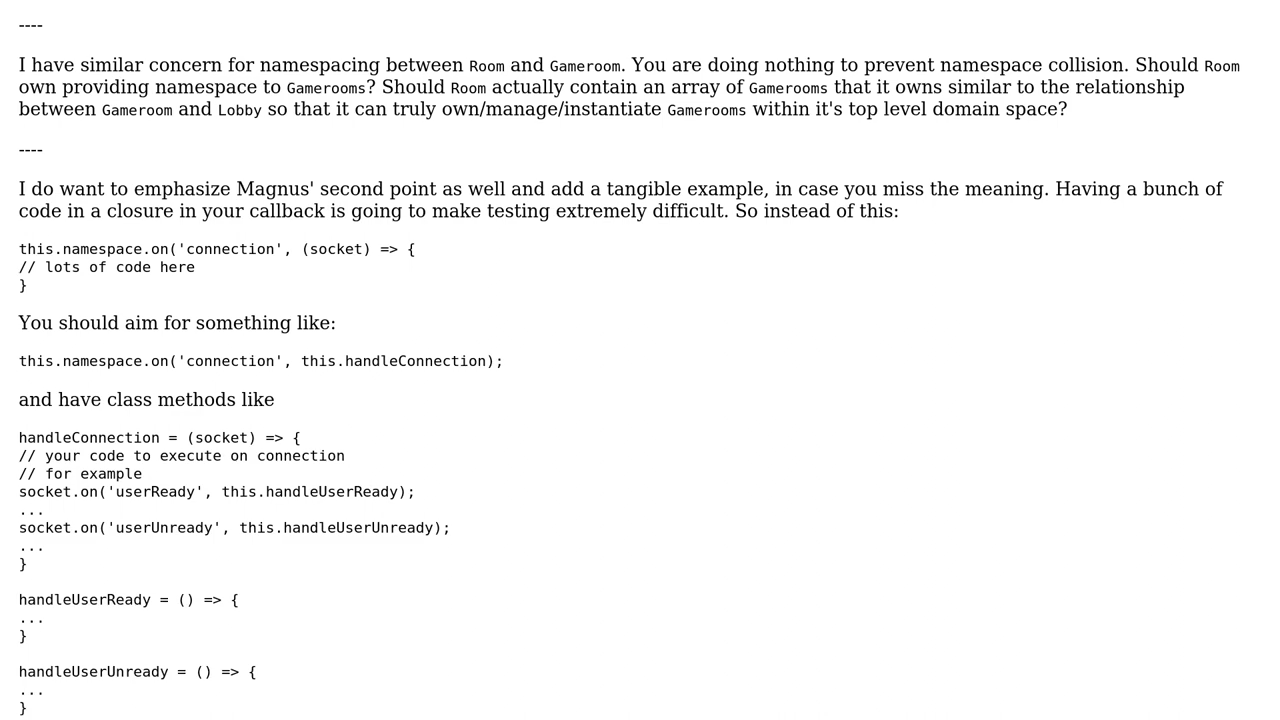 ----
I have similar concern for namespacing between Room and Gameroom. You are doing nothing to prevent namespace collision. Should Room
own providing namespace to Gamerooms? Should Room actually contain an array of Gamerooms that it owns similar to the relationship
between Gameroom and Lobby so that it can truly own/manage/instantiate Gamerooms within it's top level domain space?
----
I do want to emphasize Magnus' second point as well and add a tangible example, in case you miss the meaning. Having a bunch of
code in a closure in your callback is going to make testing extremely difficult. So instead of this:
this.namespace.on('connection', (socket) => {
// lots of code here
}
You should aim for something like:
this.namespace.on('connection', this.handleConnection);
and have class methods like
handleConnection = (socket) => {
// your code to execute on connection
// for example
socket.on('userReady', this.handleUserReady);
...
socket.on('userUnready', this.handleUserUnready);
...
}
handleUserReady = () => {
...
}
handleUserUnready = () => {
...
}